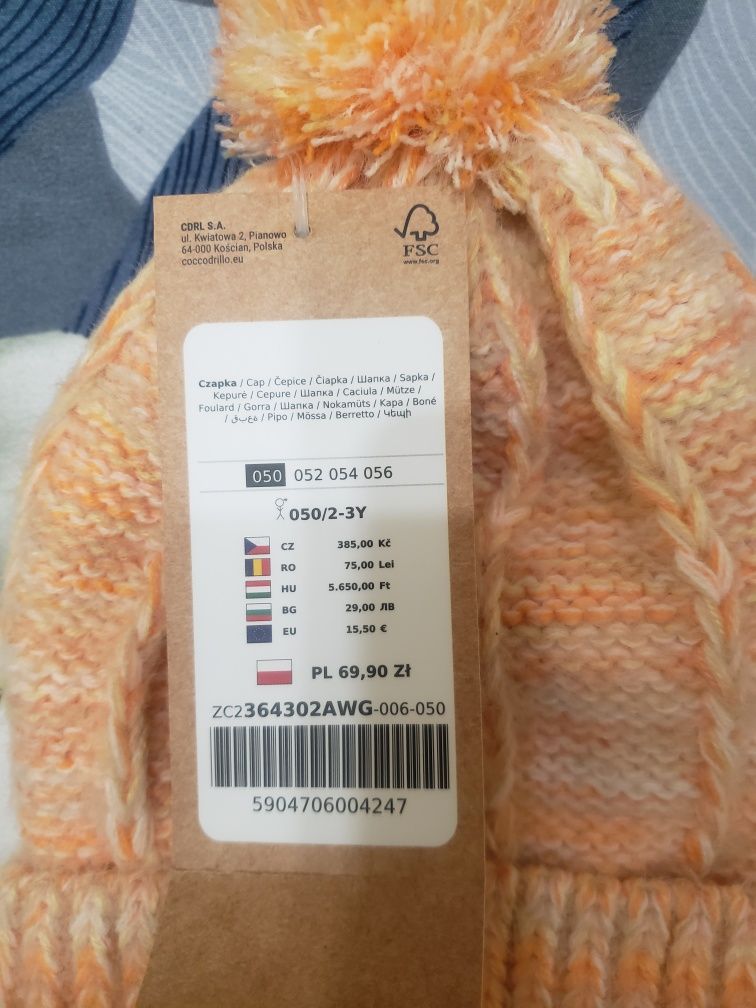 CDRL S.A.
ul. Kwiatowa 2, Pianowo
64-000 Kościan, Polska
coccodrillo.eu
FSC
www.fsc.org
Czapka / Cap / Čepice / Čiapka / Шапка / Sapka /
Kepurė / Cepure / Шапка / Caciula / Mütze /
Foulard / Gorra / Шапка / Nokamüts / Kapa / Boné
/ قبعة / Pipo / Mössa / Berretto / Կեպի
050 052 054 056
050/2-3Y
CZ 385,00 Kč
RO 75,00 Lei
HU 5.650,00 Ft
BG 29,00 ЛВ
EU 15,50 €
PL 69,90 Zł
ZC2364302AWG-006-050
5904706004247